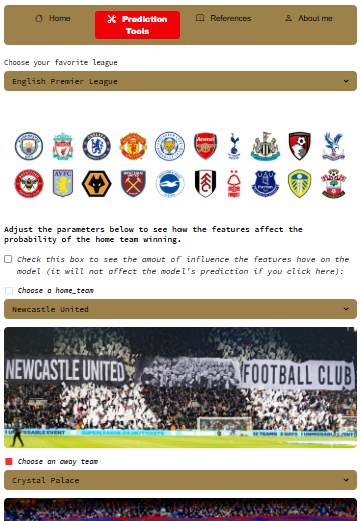 Home
Prediction Tools
References
About me
Choose your favorite league
English Premier League
Adjust the parameters below to see how the features affect the
probability of the home team winning.
Check this box to see the amout of influence the features have on the
model (it will not affect the model's prediction if you click here):
Choose a home_team
Newcastle United
NEWCASTLE UNITED FOOTBALL CLUB
Choose an away team
Crystal Palace